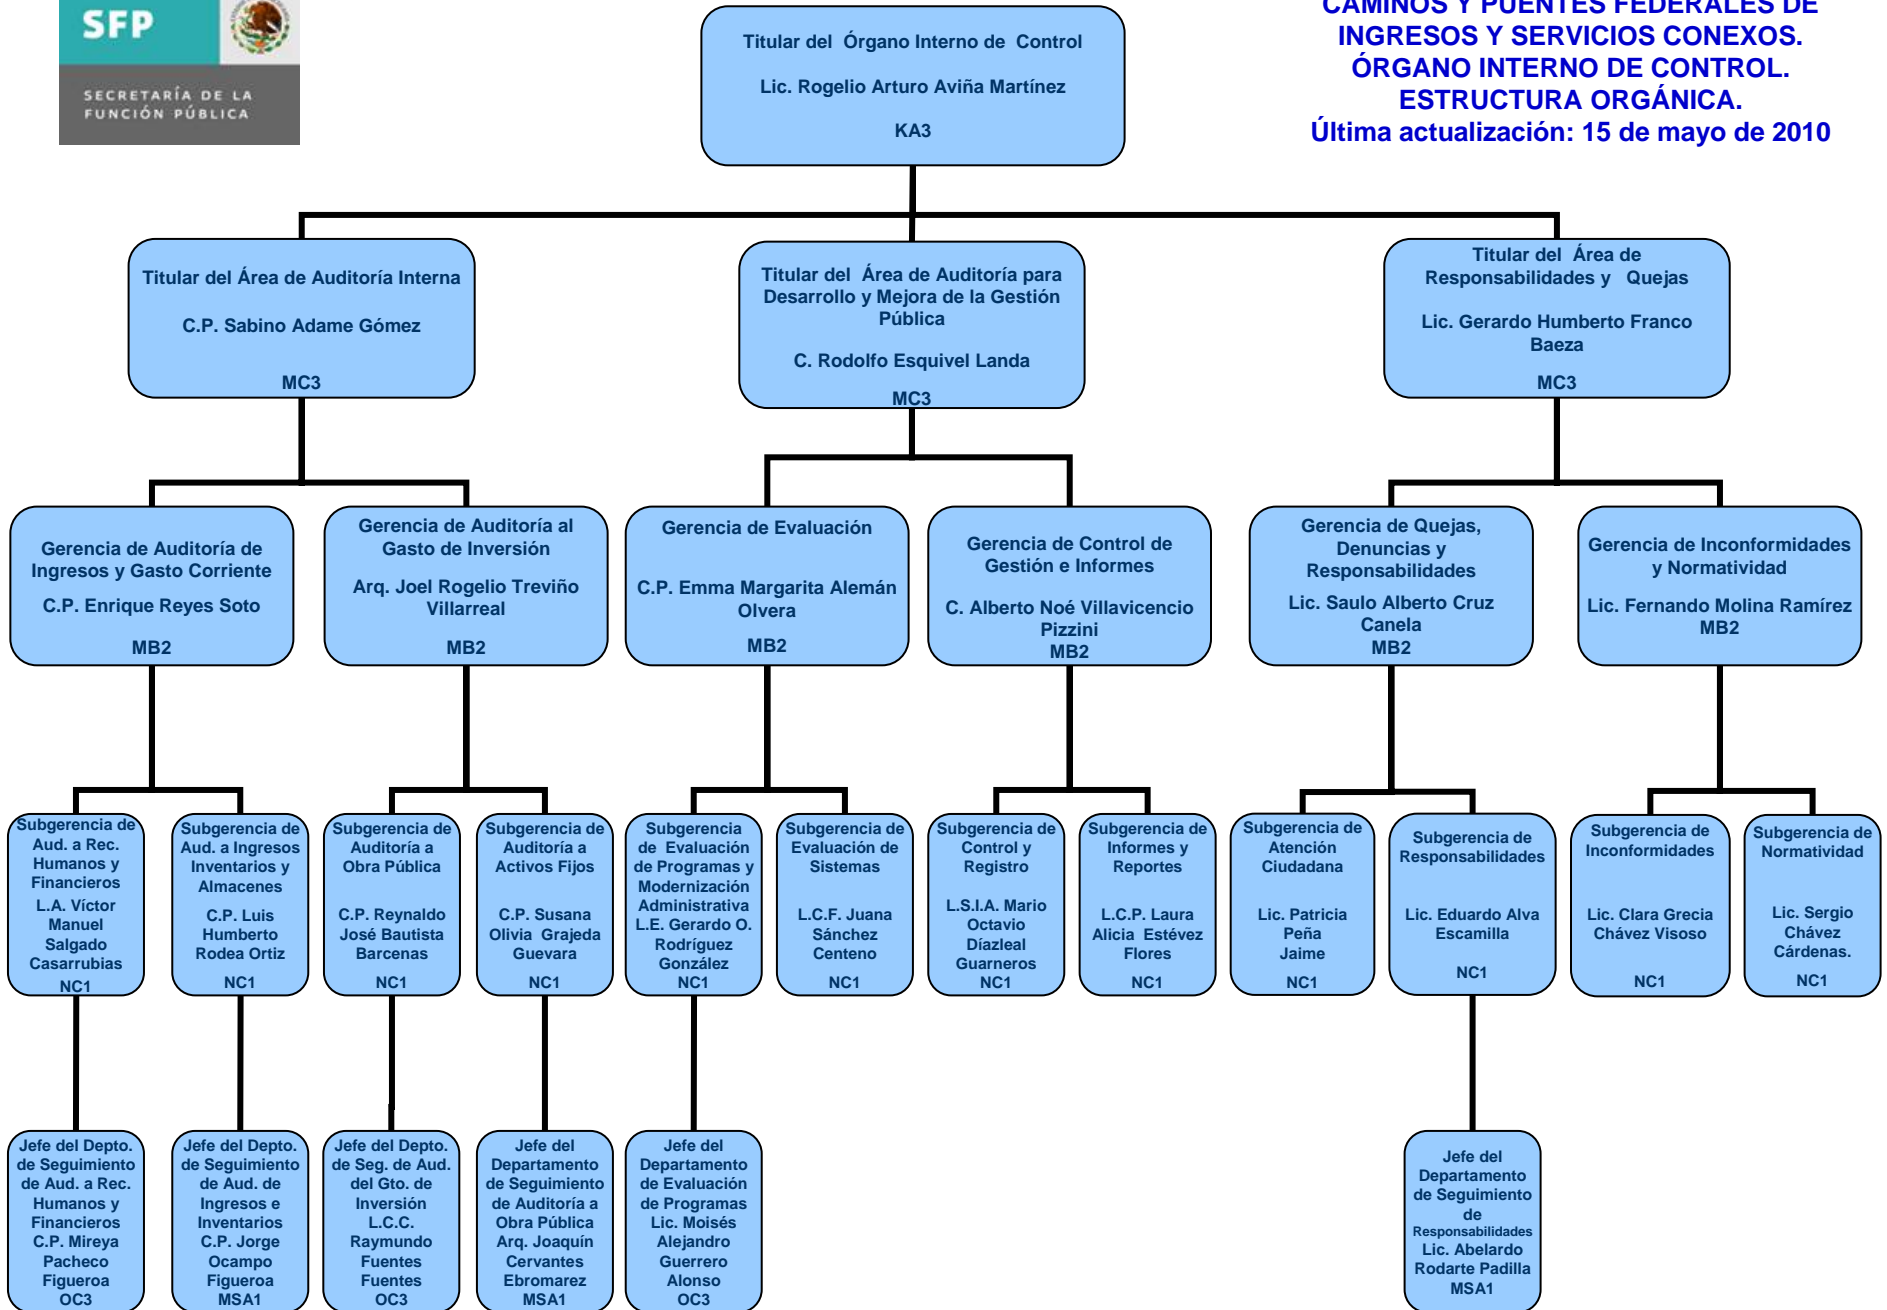 SFP
SECRETARÍA DE LA
FUNCIÓN PÚBLICA
CAMINOS Y PUENTES FEDERALES DE
INGRESOS Y SERVICIOS CONEXOS.
ÓRGANO INTERNO DE CONTROL.
ESTRUCTURA ORGÁNICA.
Última actualización: 15 de mayo de 2010
Titular del Órgano Interno de Control
Lic. Rogelio Arturo Aviña Martínez
KA3
Titular del Área de Auditoría Interna
C.P. Sabino Adame Gómez
MC3
Titular del Área de Auditoría para
Desarrollo y Mejora de la Gestión
Pública
C. Rodolfo Esquivel Landa
MC3
Titular del Área de
Responsabilidades y Quejas
Lic. Gerardo Humberto Franco
Baeza
MC3
Gerencia de Auditoría de
Ingresos y Gasto Corriente
C.P. Enrique Reyes Soto
MB2
Gerencia de Auditoría al
Gasto de Inversión
Arq. Joel Rogelio Treviño
Villarreal
MB2
Gerencia de Evaluación
C.P. Emma Margarita Alemán
Olvera
MB2
Gerencia de Control de
Gestión e Informes
C. Alberto Noé Villavicencio
Pizzini
MB2
Gerencia de Quejas,
Denuncias y
Responsabilidades
Lic. Saulo Alberto Cruz
Canela
MB2
Gerencia de Inconformidades
y Normatividad
Lic. Fernando Molina Ramírez
MB2
Subgerencia de
Aud. a Rec.
Humanos y
Financieros
L.A. Víctor
Manuel
Salgado
Casarrubias
NC1
Subgerencia de
Aud. a Ingresos
Inventarios y
Almacenes
C.P. Luis
Humberto
Rodea Ortiz
NC1
Subgerencia de
Auditoría a
Obra Pública
C.P. Reynaldo
José Bautista
Barcenas
NC1
Subgerencia de
Auditoría a
Activos Fijos
C.P. Susana
Olivia Grajeda
Guevara
NC1
Subgerencia
de Evaluación
de Programas y
Modernización
Administrativa
L.E. Gerardo O.
Rodríguez
González
NC1
Subgerencia de
Evaluación de
Sistemas
L.C.F. Juana
Sánchez
Centeno
NC1
Subgerencia de
Control y
Registro
L.S.I.A. Mario
Octavio
Díazleal
Guarneros
NC1
Subgerencia de
Informes y
Reportes
L.C.P. Laura
Alicia Estévez
Flores
NC1
Subgerencia de
Atención
Ciudadana
Lic. Patricia
Peña
Jaime
NC1
Subgerencia de
Responsabilidades
Lic. Eduardo Alva
Escamilla
NC1
Subgerencia de
Inconformidades
Lic. Clara Grecia
Chávez Visoso
NC1
Subgerencia de
Normatividad
Lic. Sergio
Chávez
Cárdenas.
NC1
Jefe del Depto.
de Seguimiento
de Aud. a Rec.
Humanos y
Financieros
C.P. Mireya
Pacheco
Figueroa
OC3
Jefe del Depto.
de Seguimiento
de Aud. de
Ingresos e
Inventarios
C.P. Jorge
Ocampo
Figueroa
MSA1
Jefe del Depto.
de Seg. de Aud.
del Gto. de
Inversión
L.C.C.
Raymundo
Fuentes
Fuentes
OC3
Jefe del
Departamento
de Seguimiento
de Auditoría a
Obra Pública
Arq. Joaquín
Cervantes
Ebromarez
MSA1
Jefe del
Departamento
de Evaluación
de Programas
Lic. Moisés
Alejandro
Guerrero
Alonso
OC3
Jefe del
Departamento
de Seguimiento
de
Responsabilidades
Lic. Abelardo
Rodarte Padilla
MSA1